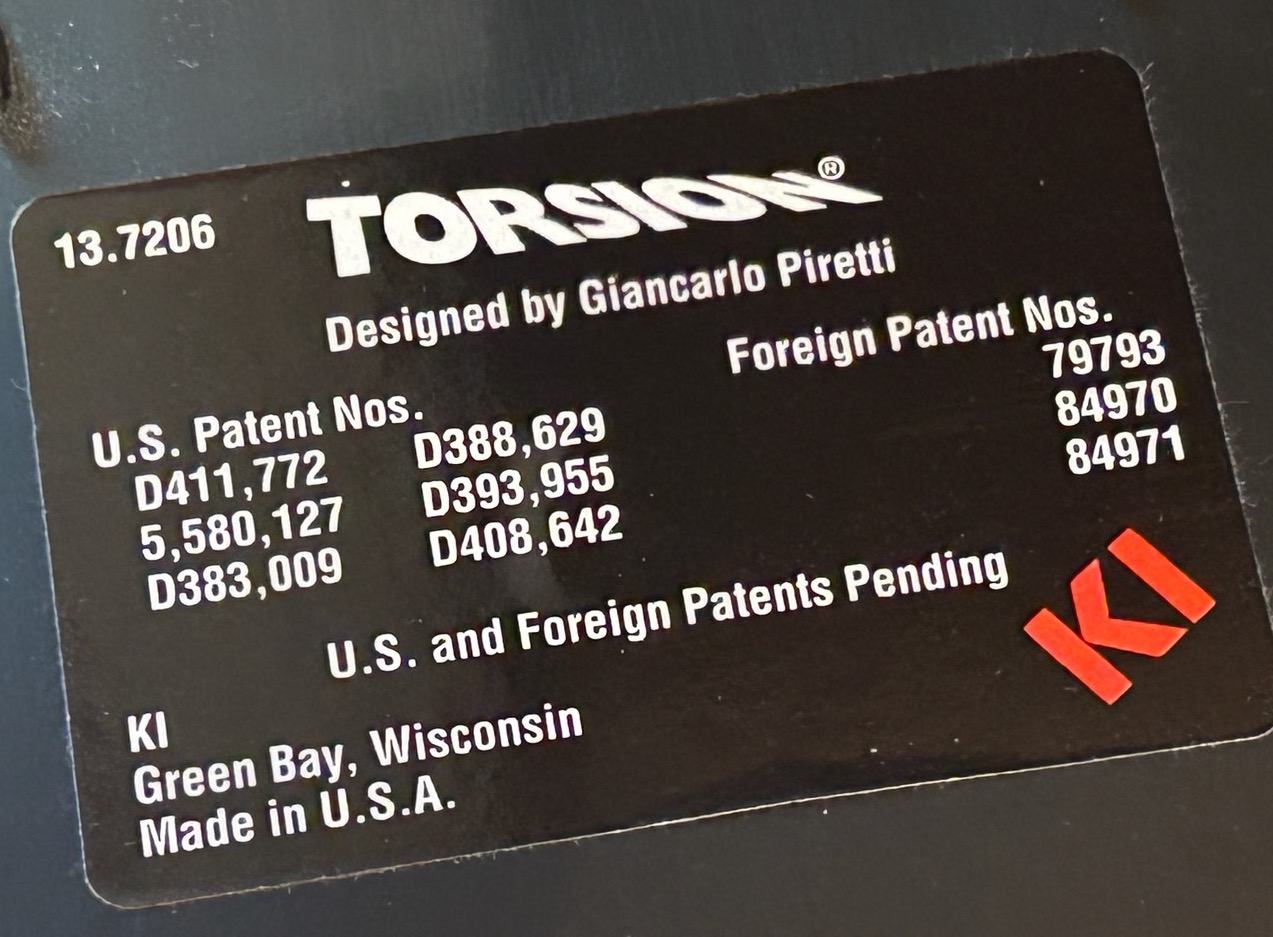 13.7206
TORSION®
Designed by Giancarlo Piretti
U.S. Patent Nos.
D411,772 D388,629
5,580,127 D393,955
D383,009 D408,642
Foreign Patent Nos.
79793
84970
84971
U.S. and Foreign Patents Pending
KI
Green Bay, Wisconsin
Made in U.S.A.
KI